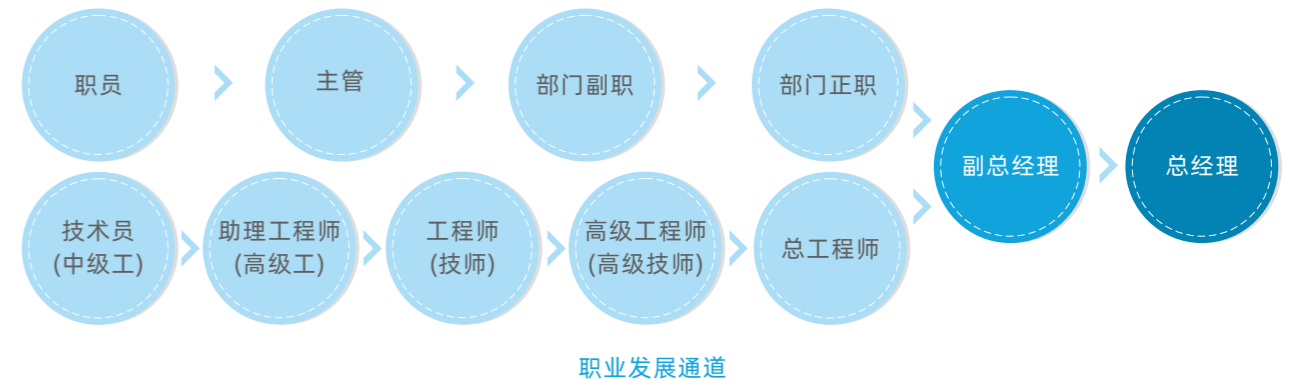 职员
主管
部门副职
部门正职
副总经理
总经理
技术员
(中级工)
助理工程师
(高级工)
工程师
(技师)
高级工程师
(高级技师)
总工程师
职业发展通道